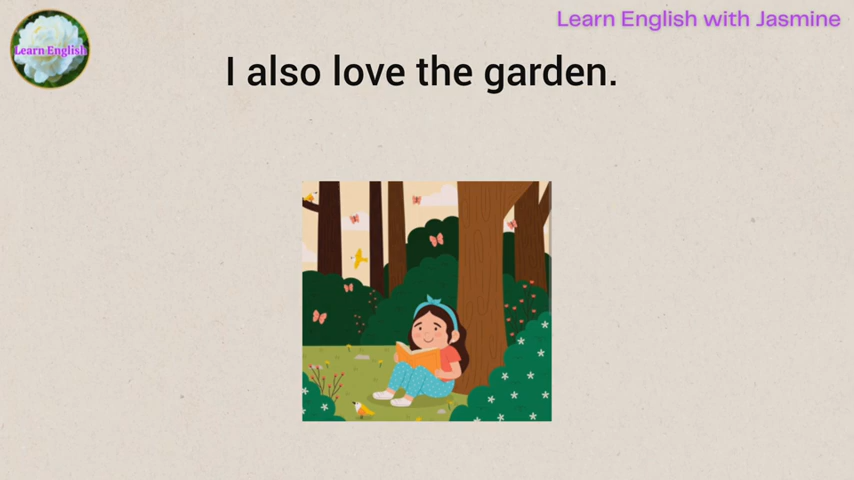 Learn English with Jasmine
Learn English
I also love the garden.